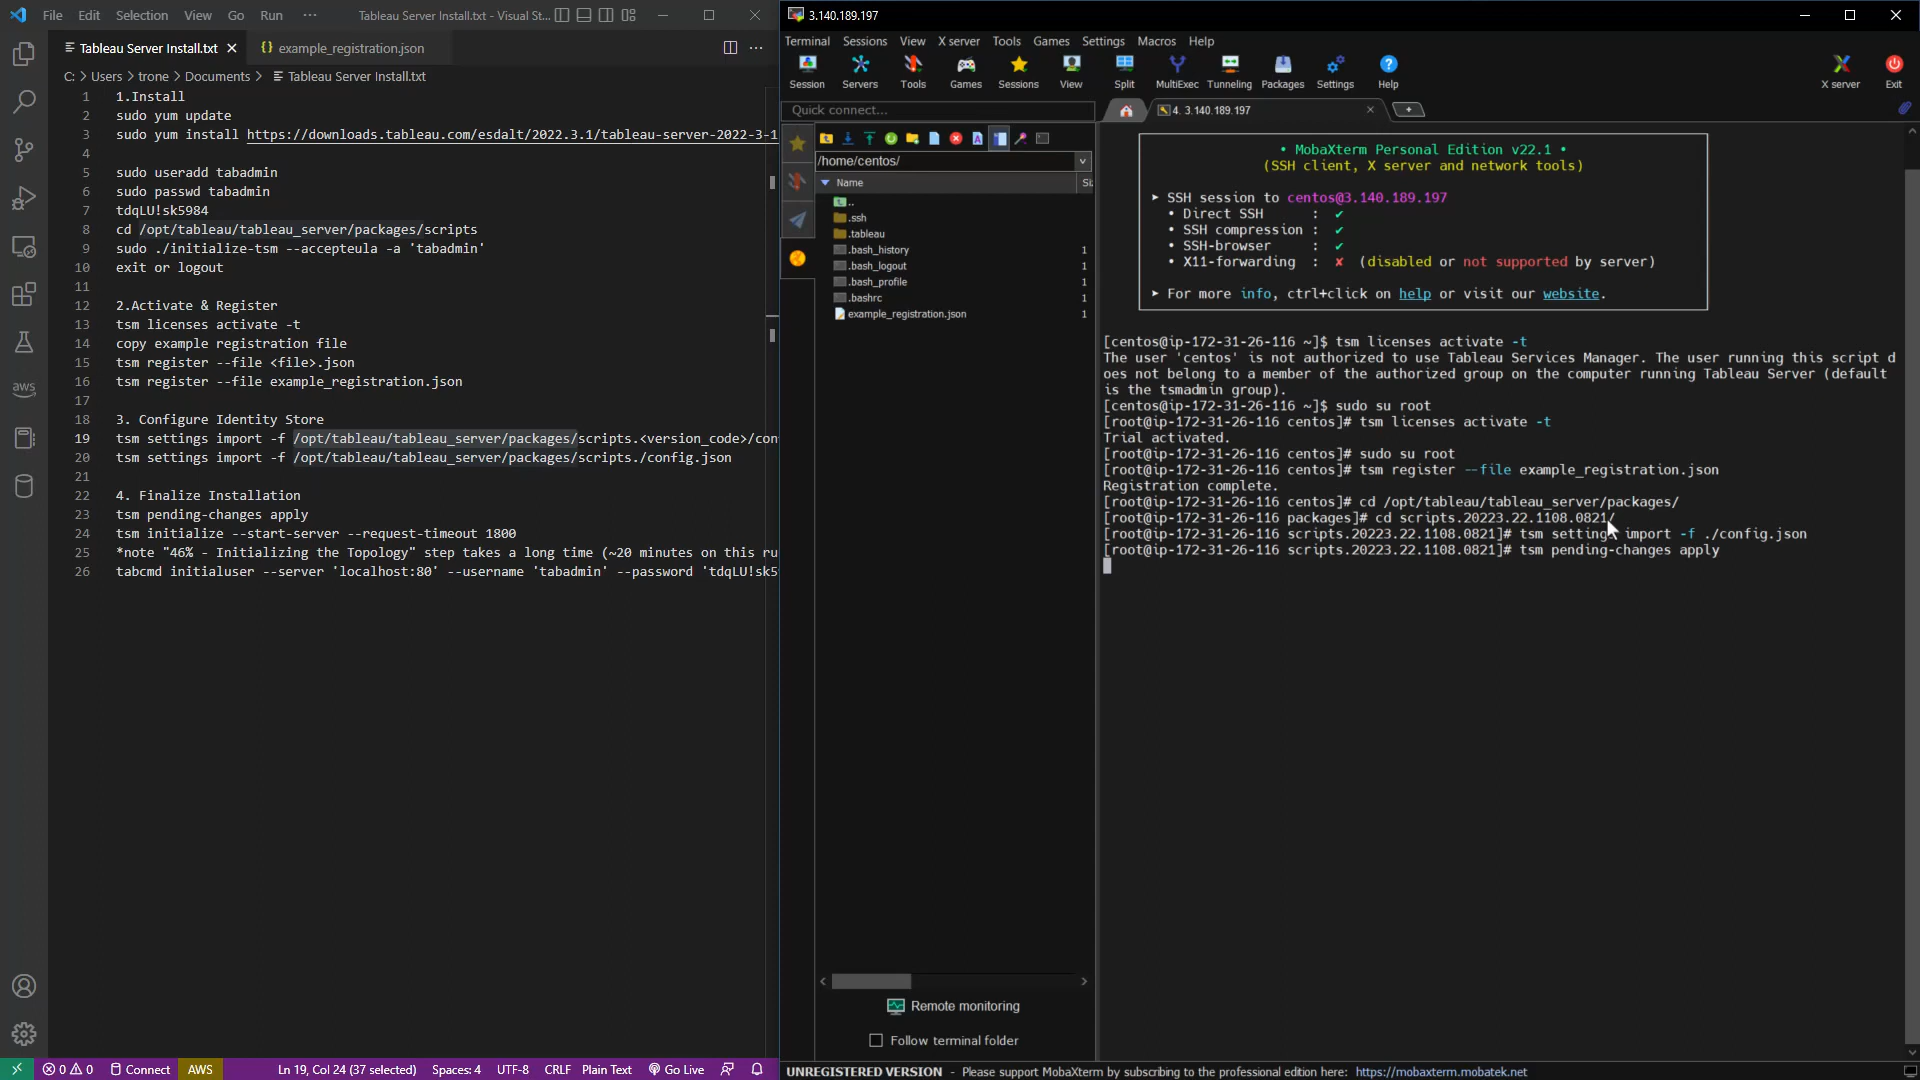 File Edit Selection View Go Run ··· Tableau Server Install.txt - Visual St...
Tableau Server Install.txt
{} example_registration.json
C: > Users > trone > Documents > Tableau Server Install.txt
1 1.Install
2 sudo yum update
3 sudo yum install https://downloads.tableau.com/esdalt/2022.3.1/tableau-server-2022-3-1
4
5 sudo useradd tabadmin
6 sudo passwd tabadmin
7 tdqLU!sk5984
8 cd /opt/tableau/tableau_server/packages/scripts
9 sudo ./initialize-tsm --accepteula -a 'tabadmin'
10 exit or logout
11
12 2.Activate & Register
13 tsm licenses activate -t
14 copy example registration file
15 tsm register --file <file>.json
16 tsm register --file example_registration.json
17
18 3. Configure Identity Store
19 tsm settings import -f /opt/tableau/tableau_server/packages/scripts.<version_code>/con
20 tsm settings import -f /opt/tableau/tableau_server/packages/scripts./config.json
21
22 4. Finalize Installation
23 tsm pending-changes apply
24 tsm initialize --start-server --request-timeout 1800
25 *note "46% - Initializing the Topology" step takes a long time (~20 minutes on this ru
26 tabcmd initialuser --server 'localhost:80' --username 'tabadmin' --password 'tdqLU!sk5
aws
0 0 Connect AWS Ln 19, Col 24 (37 selected) Spaces: 4 UTF-8 CRLF Plain Text Go Live
3.140.189.197
Terminal Sessions View X server Tools Games Settings Macros Help
Session Servers Tools Games Sessions View Split MultiExec Tunneling Packages Settings Help X server Exit
Quick connect...
4. 3.140.189.197
/home/centos/
Name Si
..
.ssh
.tableau
.bash_history 1
.bash_logout 1
.bash_profile 1
.bashrc 1
example_registration.json 1
Remote monitoring
Follow terminal folder
• MobaXterm Personal Edition v22.1 •
(SSH client, X server and network tools)
► SSH session to centos@3.140.189.197
• Direct SSH : ✔
• SSH compression : ✔
• SSH-browser : ✔
• X11-forwarding : ✘ (disabled or not supported by server)
► For more info, ctrl+click on help or visit our website.
[centos@ip-172-31-26-116 ~]$ tsm licenses activate -t
The user 'centos' is not authorized to use Tableau Services Manager. The user running this script d
oes not belong to a member of the authorized group on the computer running Tableau Server (default
is the tsmadmin group).
[centos@ip-172-31-26-116 ~]$ sudo su root
[root@ip-172-31-26-116 centos]# tsm licenses activate -t
Trial activated.
[root@ip-172-31-26-116 centos]# sudo su root
[root@ip-172-31-26-116 centos]# tsm register --file example_registration.json
Registration complete.
[root@ip-172-31-26-116 centos]# cd /opt/tableau/tableau_server/packages/
[root@ip-172-31-26-116 packages]# cd scripts.20223.22.1108.0821/
[root@ip-172-31-26-116 scripts.20223.22.1108.0821]# tsm settings import -f ./config.json
[root@ip-172-31-26-116 scripts.20223.22.1108.0821]# tsm pending-changes apply
UNREGISTERED VERSION - Please support MobaXterm by subscribing to the professional edition here: https://mobaxterm.mobatek.net